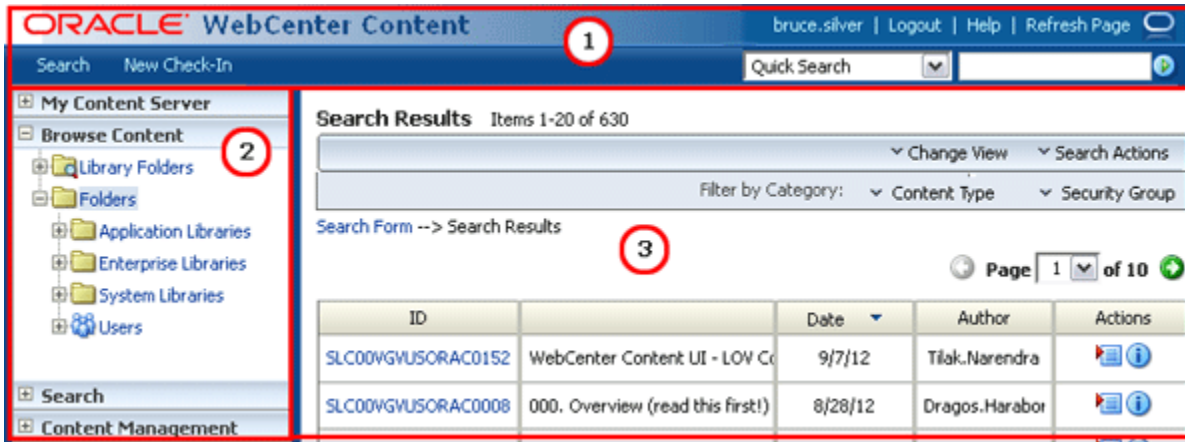 ORACLE WebCenter Content
bruce.silver | Logout | Help | Refresh Page
1
Search New Check-In
Quick Search
My Content Server
Browse Content
2
Library Folders
Folders
Application Libraries
Enterprise Libraries
System Libraries
Users
Search
Content Management
Search Results Items 1-20 of 630
Change View Search Actions
Filter by Category: Content Type Security Group
Search Form --> Search Results
3
Page 1 of 10
ID Date Author Actions
SLC00VGVUSORAC0152 WebCenter Content UI - LOV Co 9/7/12 Tilak.Narendra
SLC00VGVUSORAC0008 000. Overview (read this first!) 8/28/12 Dragos.Harabor